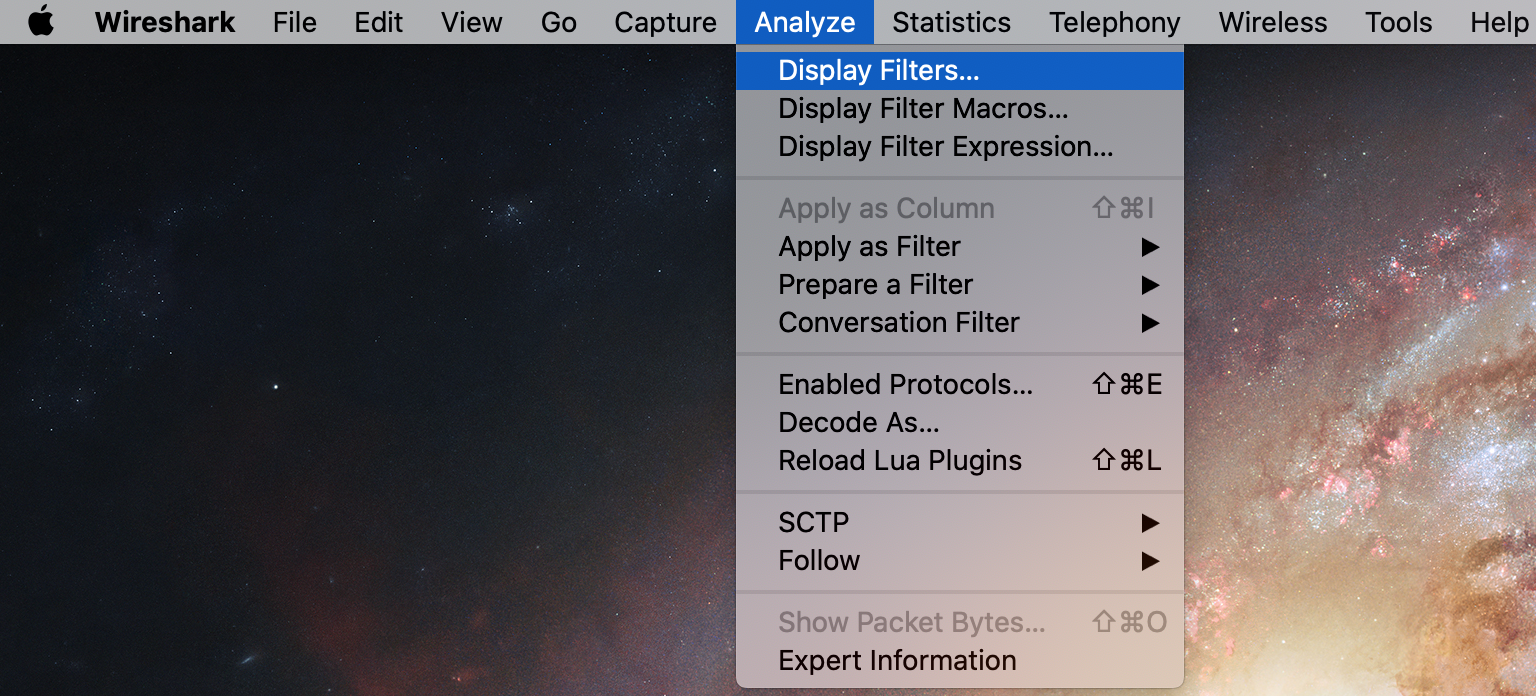 Wireshark File Edit View Go Capture Analyze Statistics Telephony Wireless Tools Help
Display Filters...
Display Filter Macros...
Display Filter Expression...
Apply as Column ⇧⌘I
Apply as Filter ▶
Prepare a Filter ▶
Conversation Filter ▶
Enabled Protocols... ⇧⌘E
Decode As...
Reload Lua Plugins ⇧⌘L
SCTP ▶
Follow ▶
Show Packet Bytes... ⇧⌘O
Expert Information